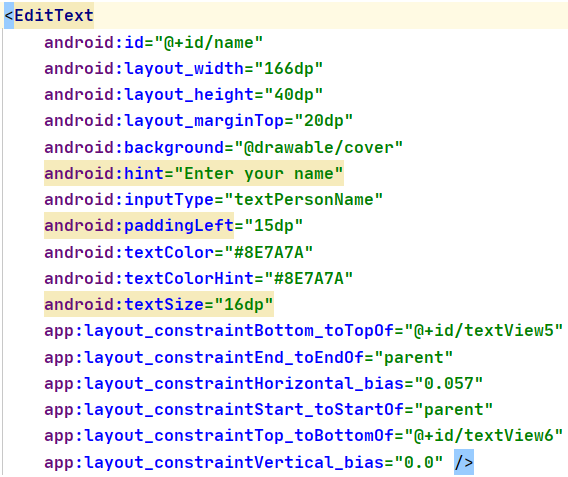 <EditText
android:id="@+id/name"
android:layout_width="166dp"
android:layout_height="40dp"
android:layout_marginTop="20dp"
android:background="@drawable/cover"
android:hint="Enter your name"
android:inputType="textPersonName"
android:paddingLeft="15dp"
android:textColor="#8E7A7A"
android:textColorHint="#8E7A7A"
android:textSize="16dp"
app:layout_constraintBottom_toTopOf="@+id/textView5"
app:layout_constraintEnd_toEndOf="parent"
app:layout_constraintHorizontal_bias="0.057"
app:layout_constraintStart_toStartOf="parent"
app:layout_constraintTop_toBottomOf="@+id/textView6"
app:layout_constraintVertical_bias="0.0" />